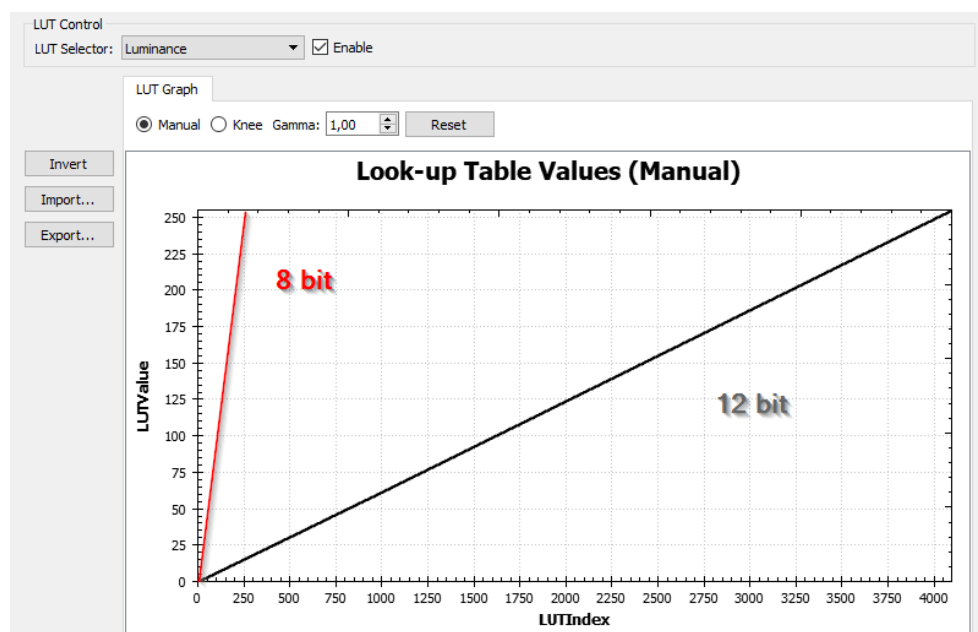 LUT Control
LUT Selector: Luminance Enable
LUT Graph
Manual Knee Gamma: 1,00 Reset
Invert
Import...
Export...
Look-up Table Values (Manual)
250
225
200
175
150
125
100
75
50
25
0
LUTValue
8 bit
12 bit
0 250 500 750 1000 1250 1500 1750 2000 2250 2500 2750 3000 3250 3500 3750 4000
LUTIndex